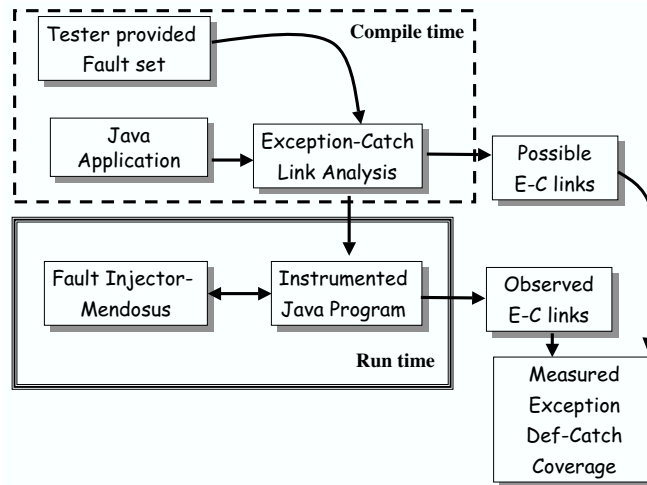 Tester provided
Fault set
Compile time
Java
Application
Exception-Catch
Link Analysis
Possible
E-C links
Fault Injector-
Mendosus
Instrumented
Java Program
Observed
E-C links
Run time
Measured
Exception
Def-Catch
Coverage